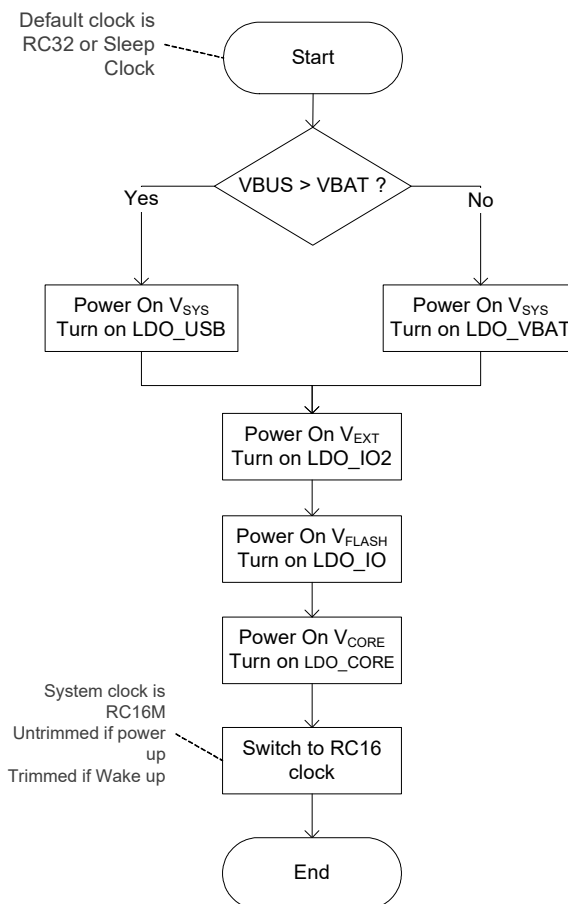 Default clock is
RC32 or Sleep
Clock
Start
VBUS > VBAT ?
Yes
No
Power On VSYS
Turn on LDO_USB
Power On VSYS
Turn on LDO_VBAT
Power On VEXT
Turn on LDO_IO2
Power On VFLASH
Turn on LDO_IO
Power On VCORE
Turn on LDO_CORE
System clock is
RC16M
Untrimmed if power
up
Trimmed if Wake up
Switch to RC16
clock
End